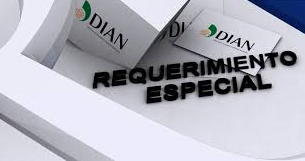 DIAN
DIAN
REQUERIMIENTO
ESPECIAL